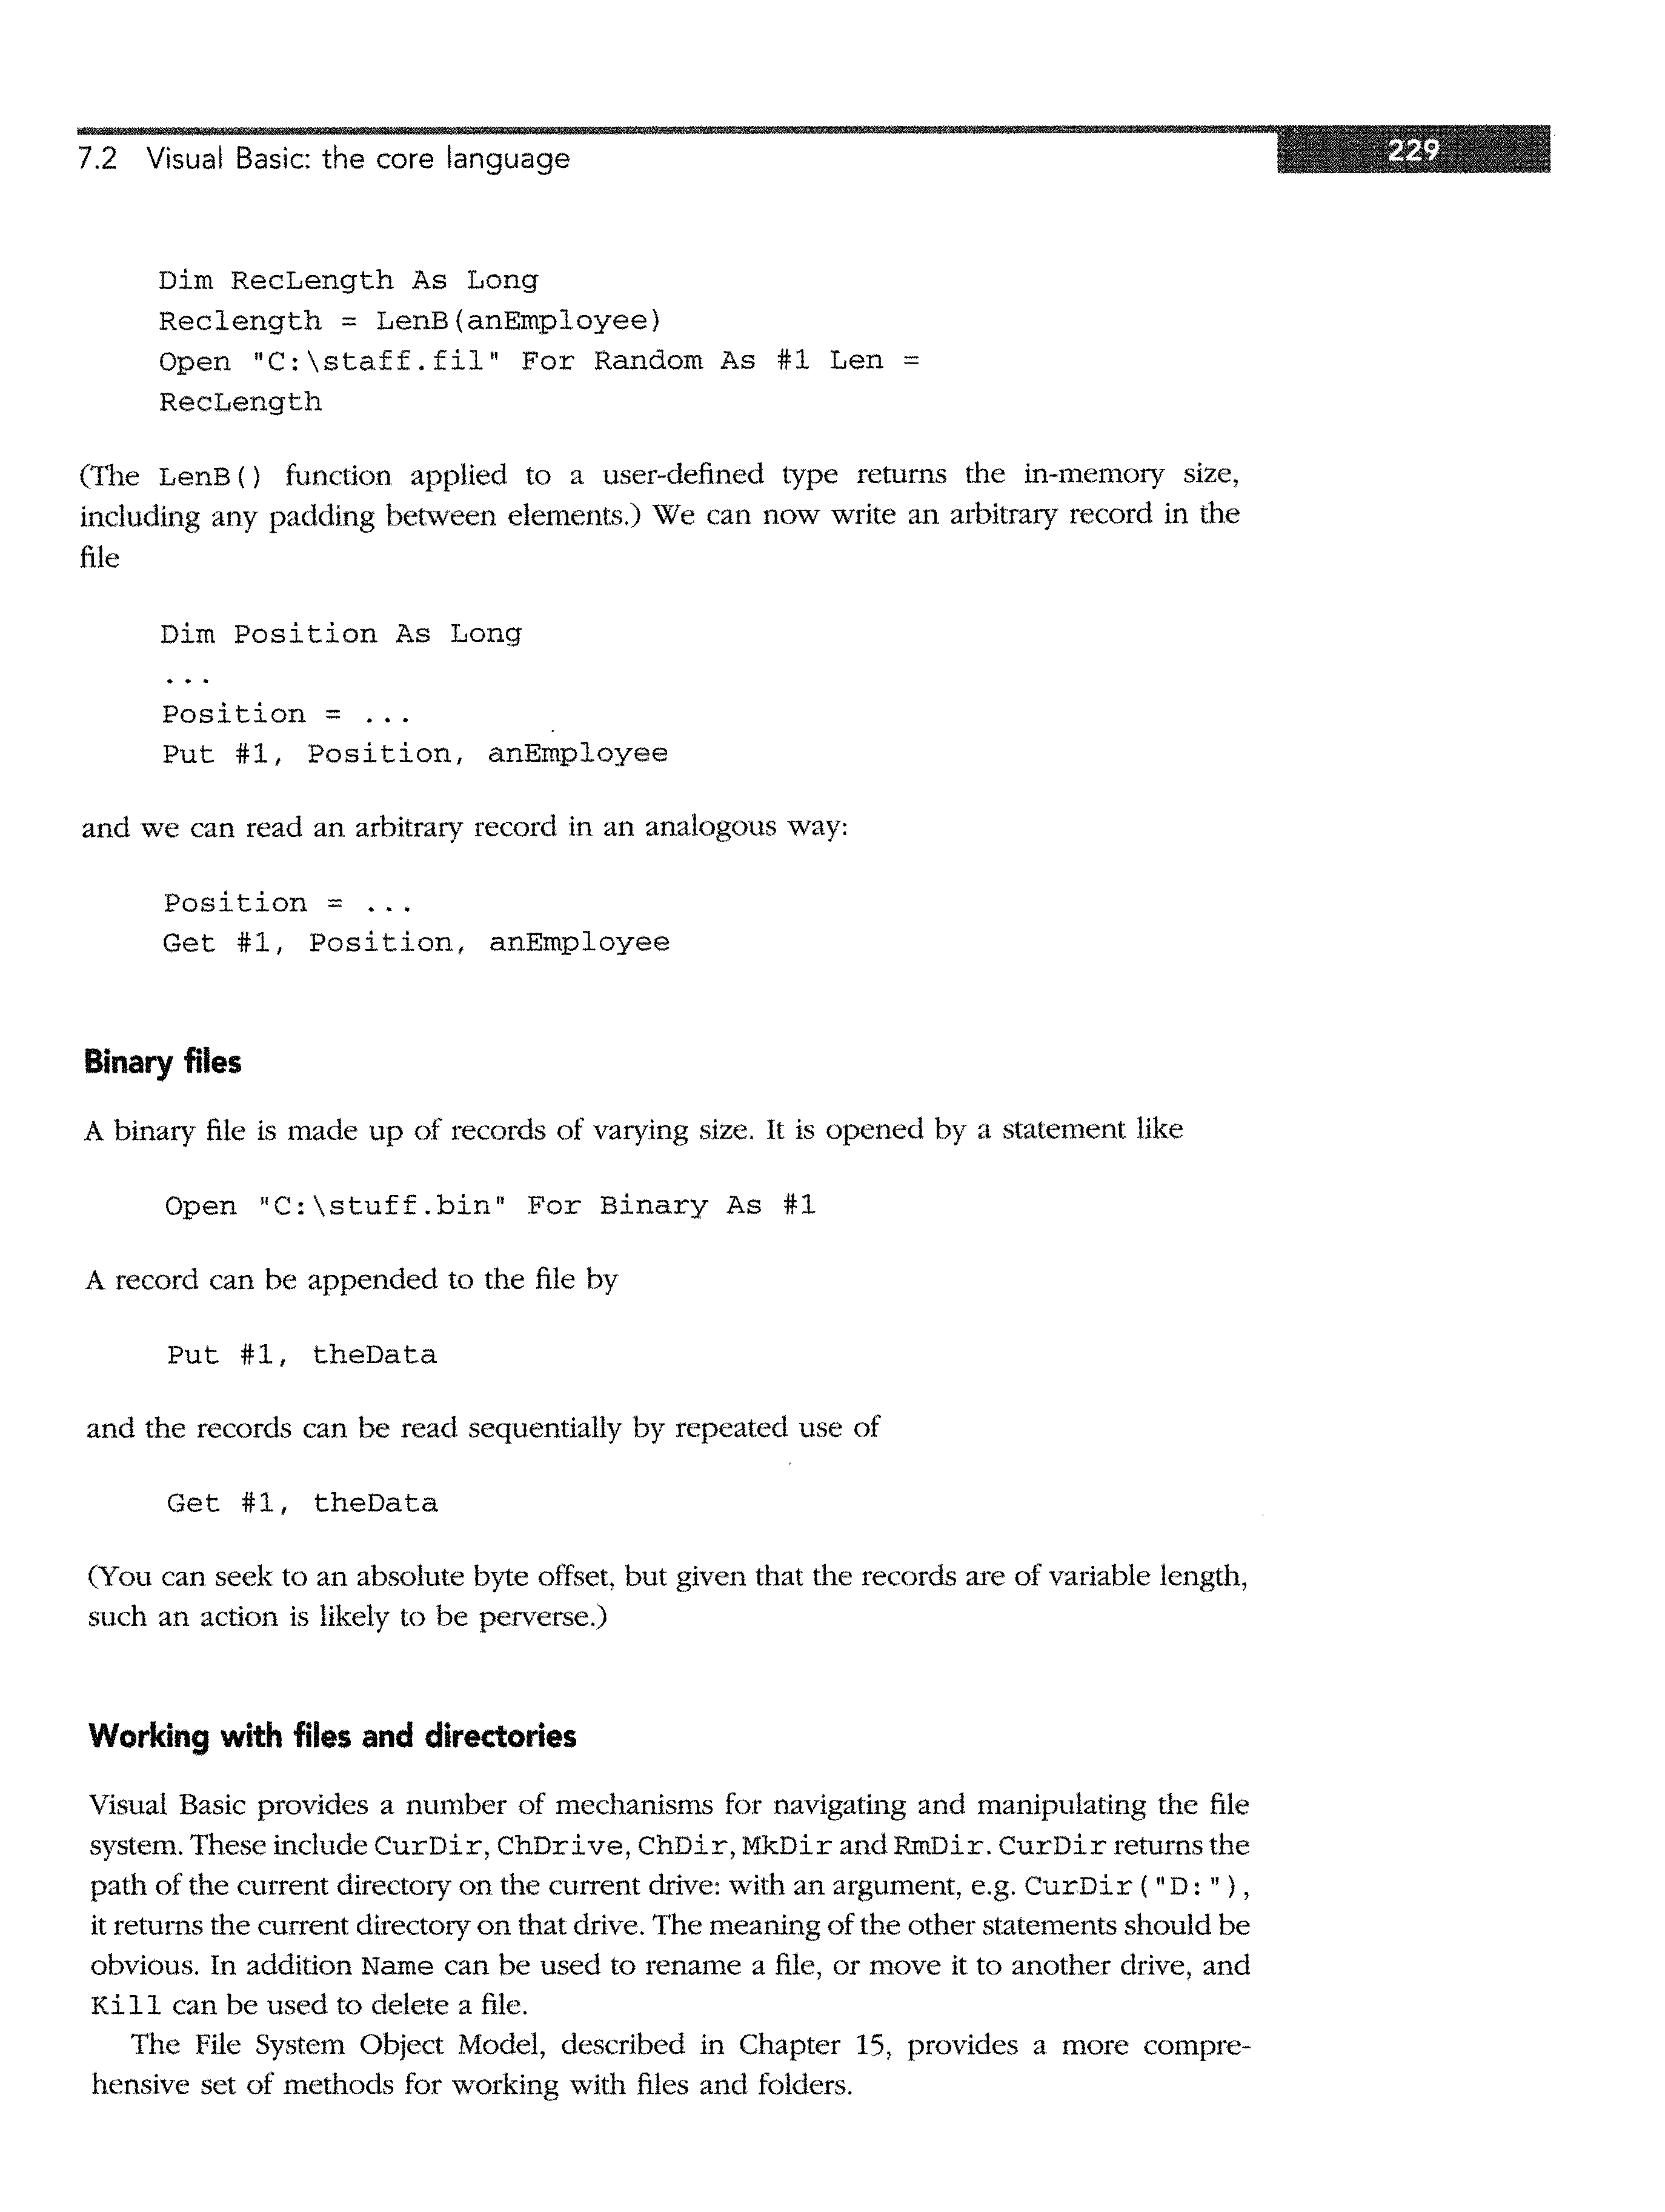 7.2 Visual Basic: the core language 229
Dim RecLength As Long
Reclength = LenB(anEmployee)
Open "C:\staff.fil" For Random As #1 Len =
RecLength
(The LenB() function applied to a user-defined type returns the in-memory size,
including any padding between elements.) We can now write an arbitrary record in the
file
Dim Position As Long
...
Position = ...
Put #1, Position, anEmployee
and we can read an arbitrary record in an analogous way:
Position = ...
Get #1, Position, anEmployee
Binary files
A binary file is made up of records of varying size. It is opened by a statement like
Open "C:\stuff.bin" For Binary As #1
A record can be appended to the file by
Put #1, theData
and the records can be read sequentially by repeated use of
Get #1, theData
(You can seek to an absolute byte offset, but given that the records are of variable length,
such an action is likely to be perverse.)
Working with files and directories
Visual Basic provides a number of mechanisms for navigating and manipulating the file
system. These include CurDir, ChDrive, ChDir, MkDir and RmDir. CurDir returns the
path of the current directory on the current drive: with an argument, e.g. CurDir("D:"),
it returns the current directory on that drive. The meaning of the other statements should be
obvious. In addition Name can be used to rename a file, or move it to another drive, and
Kill can be used to delete a file.
The File System Object Model, described in Chapter 15, provides a more compre-
hensive set of methods for working with files and folders.